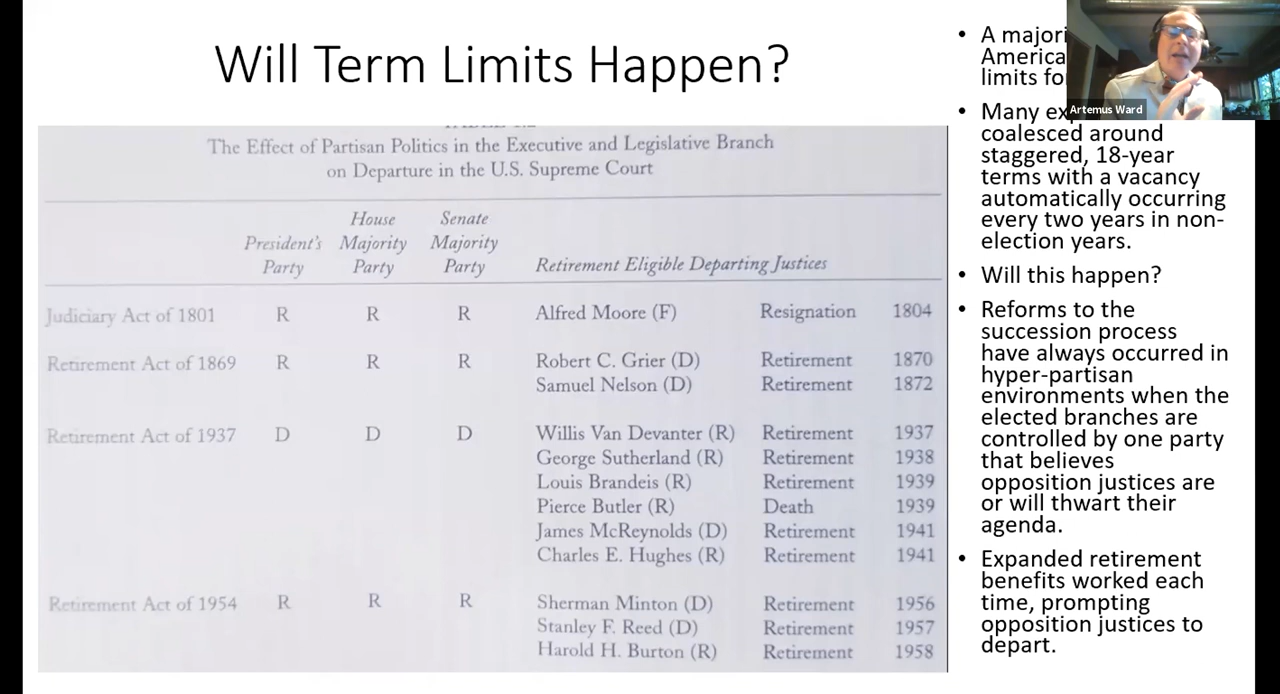 Will Term Limits Happen?
The Effect of Partisan Politics in the Executive and Legislative Branch
on Departure in the U.S. Supreme Court
President's Party House Majority Party Senate Majority Party Retirement Eligible Departing Justices
Judiciary Act of 1801 R R R Alfred Moore (F) Resignation 1804
Retirement Act of 1869 R R R Robert C. Grier (D) Retirement 1870
Samuel Nelson (D) Retirement 1872
Retirement Act of 1937 D D D Willis Van Devanter (R) Retirement 1937
George Sutherland (R) Retirement 1938
Louis Brandeis (R) Retirement 1939
Pierce Butler (R) Death 1939
James McReynolds (D) Retirement 1941
Charles E. Hughes (R) Retirement 1941
Retirement Act of 1954 R R R Sherman Minton (D) Retirement 1956
Stanley F. Reed (D) Retirement 1957
Harold H. Burton (R) Retirement 1958
• A
limits
• Many
coalesced around
staggered, 18-year
terms with a vacancy
automatically occurring
every two years in non-
election years.
• Will this happen?
• Reforms to the
succession process
have always occurred in
hyper-partisan
environments when the
elected branches are
controlled by one party
that believes
opposition justices are
or will thwart their
agenda.
• Expanded retirement
benefits worked each
time, prompting
opposition justices to
depart.
Artemus Ward